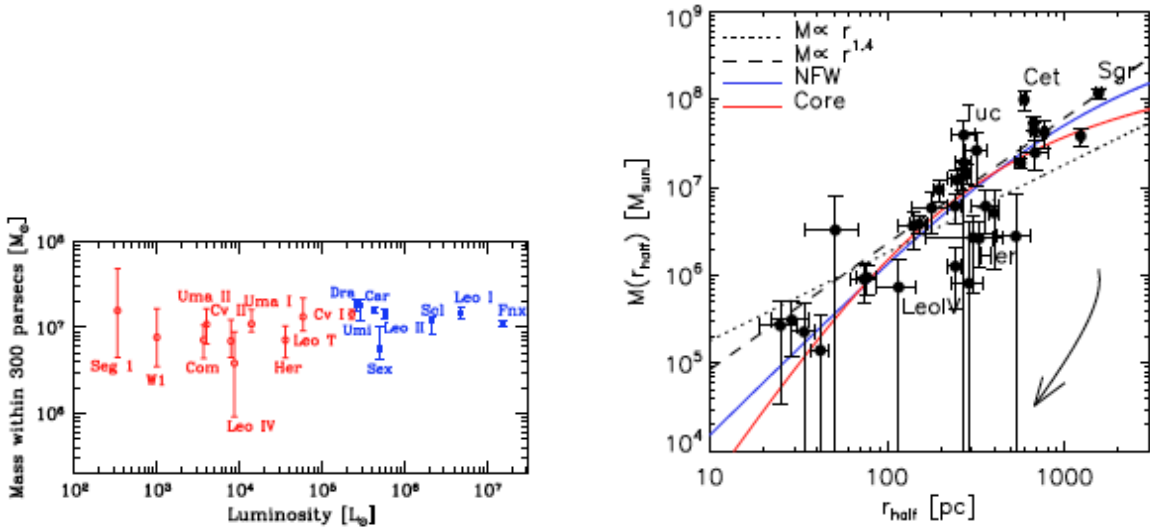 Mass within 300 parsecs [M⊙]
10⁸
10⁷
10⁶
Seg 1
W1
Uma II
Com
Cv II
Leo IV
Uma I
Her
Leo T
Cv I
Dra
Umi
Car
Leo II
Sex
Scl
Leo I
Fnx
10² 10³ 10⁴ 10⁵ 10⁶ 10⁷
Luminosity [L⊙]
M(r_half) [M_sun]
10⁹
10⁸
10⁷
10⁶
10⁵
10⁴
M∝ r
M∝ r^1.4
NFW
Core
Cet
Sgr
Tuc
Her
LeoIV
10 100 1000
r_half [pc]